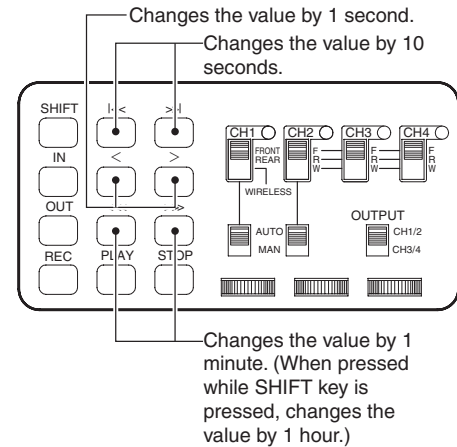 Changes the value by 1 second.
Changes the value by 10
seconds.
SHIFT
IN
OUT
REC
PLAY
STOP
<
>
CH1
CH2
CH3
CH4
FRONT
REAR
WIRELESS
F
R
W
F
R
W
F
R
W
AUTO
MAN
OUTPUT
CH1/2
CH3/4
Changes the value by 1
minute. (When pressed
while SHIFT key is
pressed, changes the
value by 1 hour.)